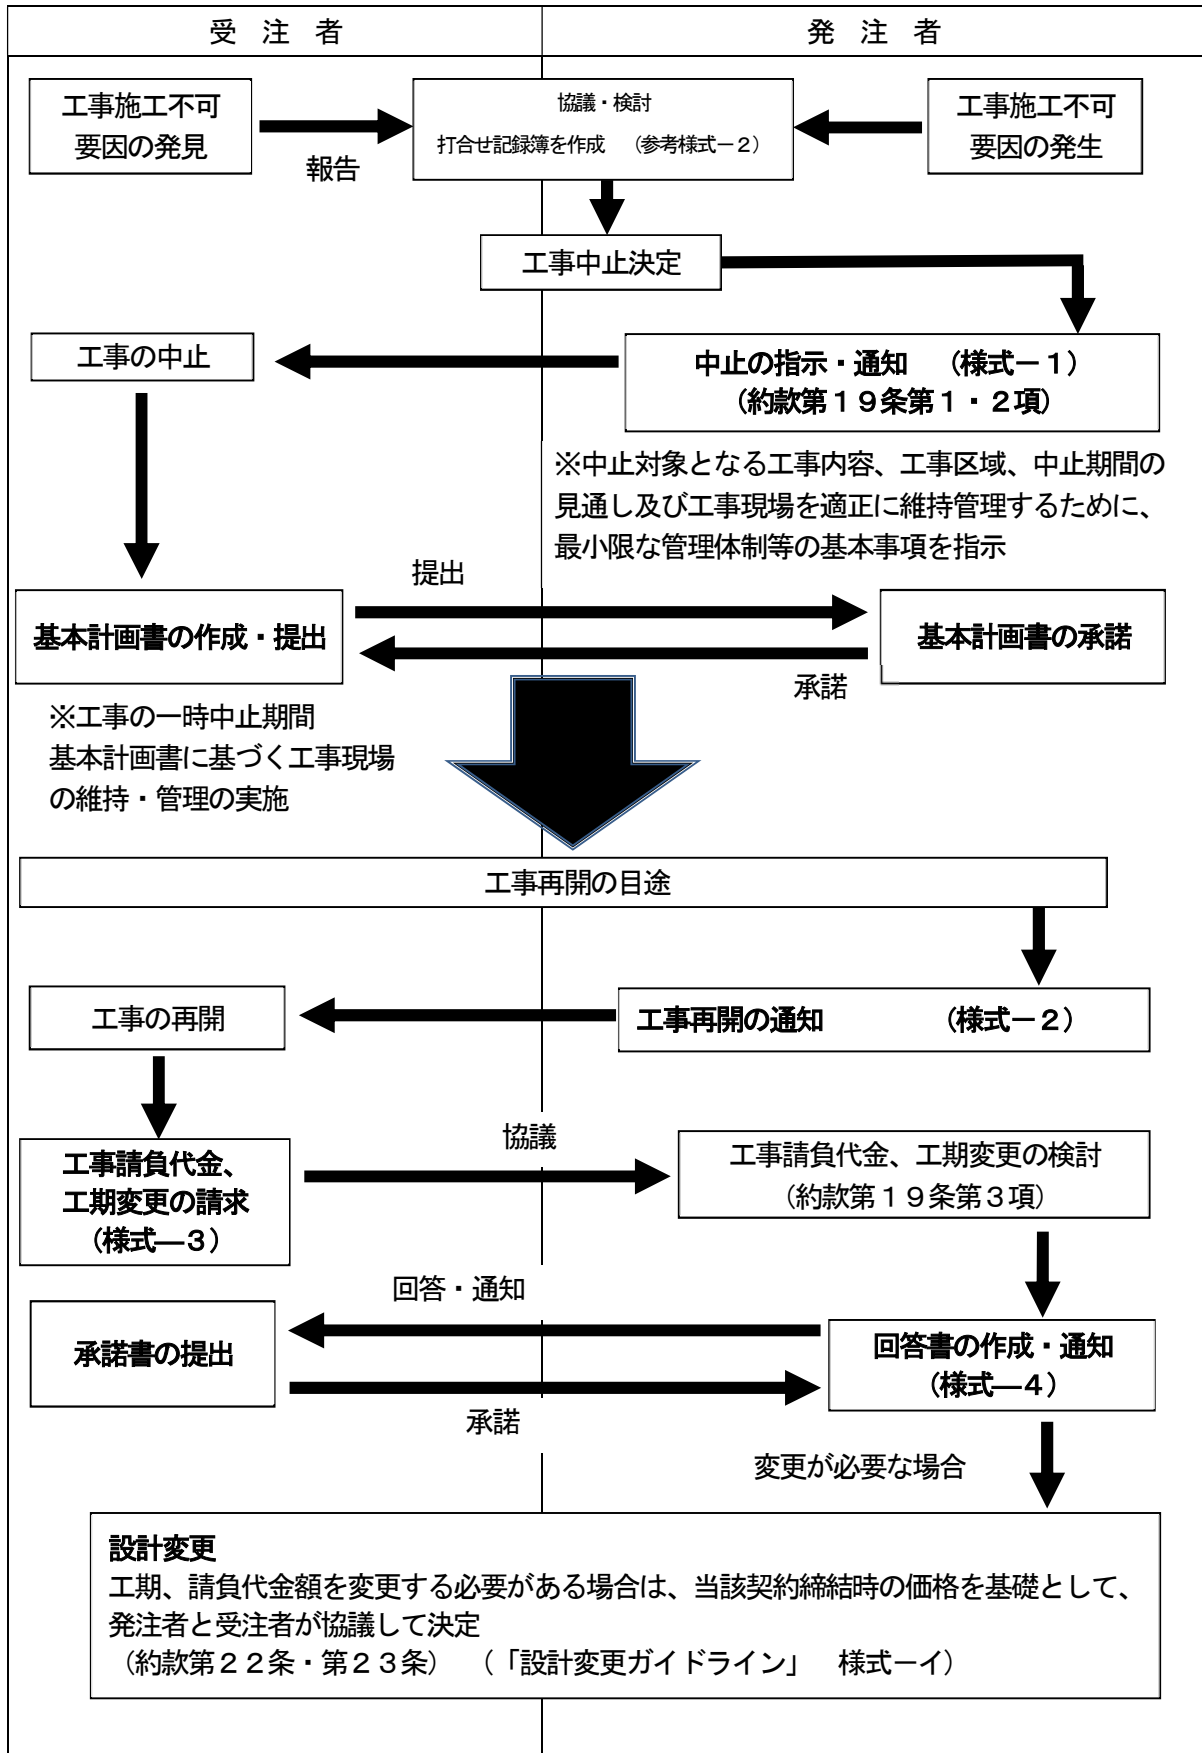 受 注 者
発 注 者
工事施工不可
要因の発見
報告
協議・検討
打合せ記録簿を作成 （参考様式－２）
工事施工不可
要因の発生
工事中止決定
工事の中止
中止の指示・通知 （様式－１）
（約款第１９条第１・２項）
※中止対象となる工事内容、工事区域、中止期間の
見通し及び工事現場を適正に維持管理するために、
最小限な管理体制等の基本事項を指示
提出
基本計画書の作成・提出
基本計画書の承諾
承諾
※工事の一時中止期間
基本計画書に基づく工事現場
の維持・管理の実施
工事再開の目途
工事の再開
工事再開の通知 （様式－２）
協議
工事請負代金、
工期変更の請求
（様式―３）
工事請負代金、工期変更の検討
（約款第１９条第３項）
回答・通知
承諾書の提出
回答書の作成・通知
（様式―４）
承諾
変更が必要な場合
設計変更
工期、請負代金額を変更する必要がある場合は、当該契約締結時の価格を基礎として、
発注者と受注者が協議して決定
（約款第２２条・第２３条） （「設計変更ガイドライン」 様式－イ）